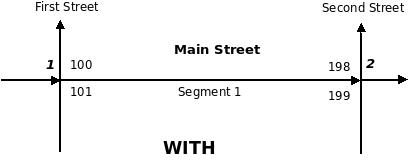 First Street Second Street
Main Street
1 100 198 2
101 Segment 1 199
WITH